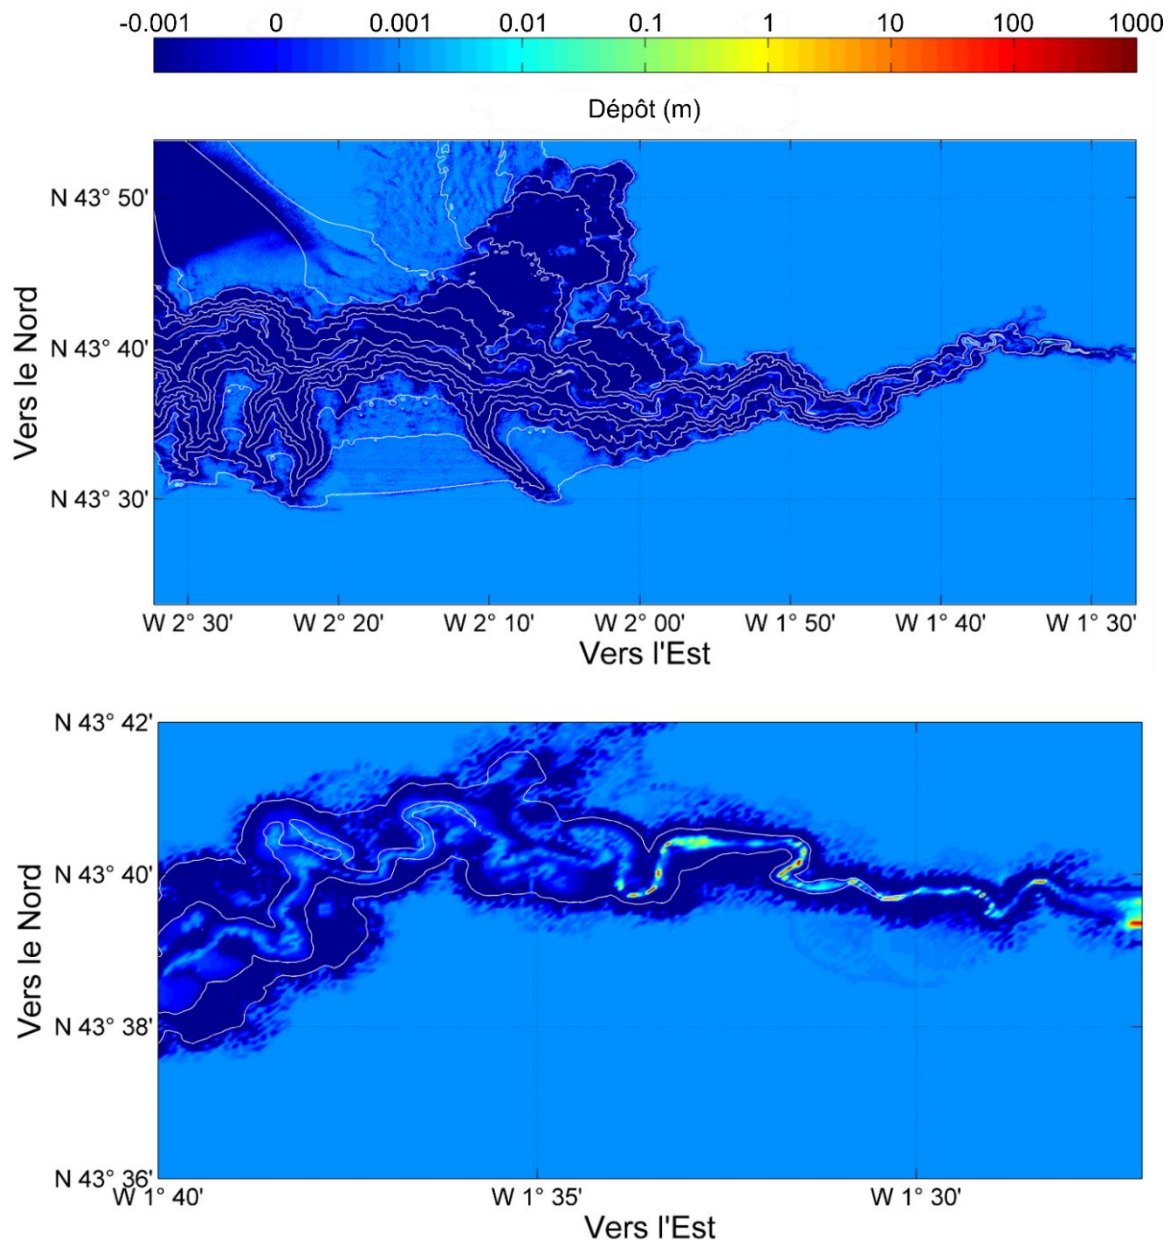 -0.001 0 0.001 0.01 0.1 1 10 100 1000
Dépôt (m)
N 43° 50'
N 43° 40'
N 43° 30'
Vers le Nord
W 2° 30' W 2° 20' W 2° 10' W 2° 00' W 1° 50' W 1° 40' W 1° 30'
Vers l'Est
N 43° 42'
N 43° 40'
N 43° 38'
N 43° 36'
Vers le Nord
W 1° 40' W 1° 35' W 1° 30'
Vers l'Est